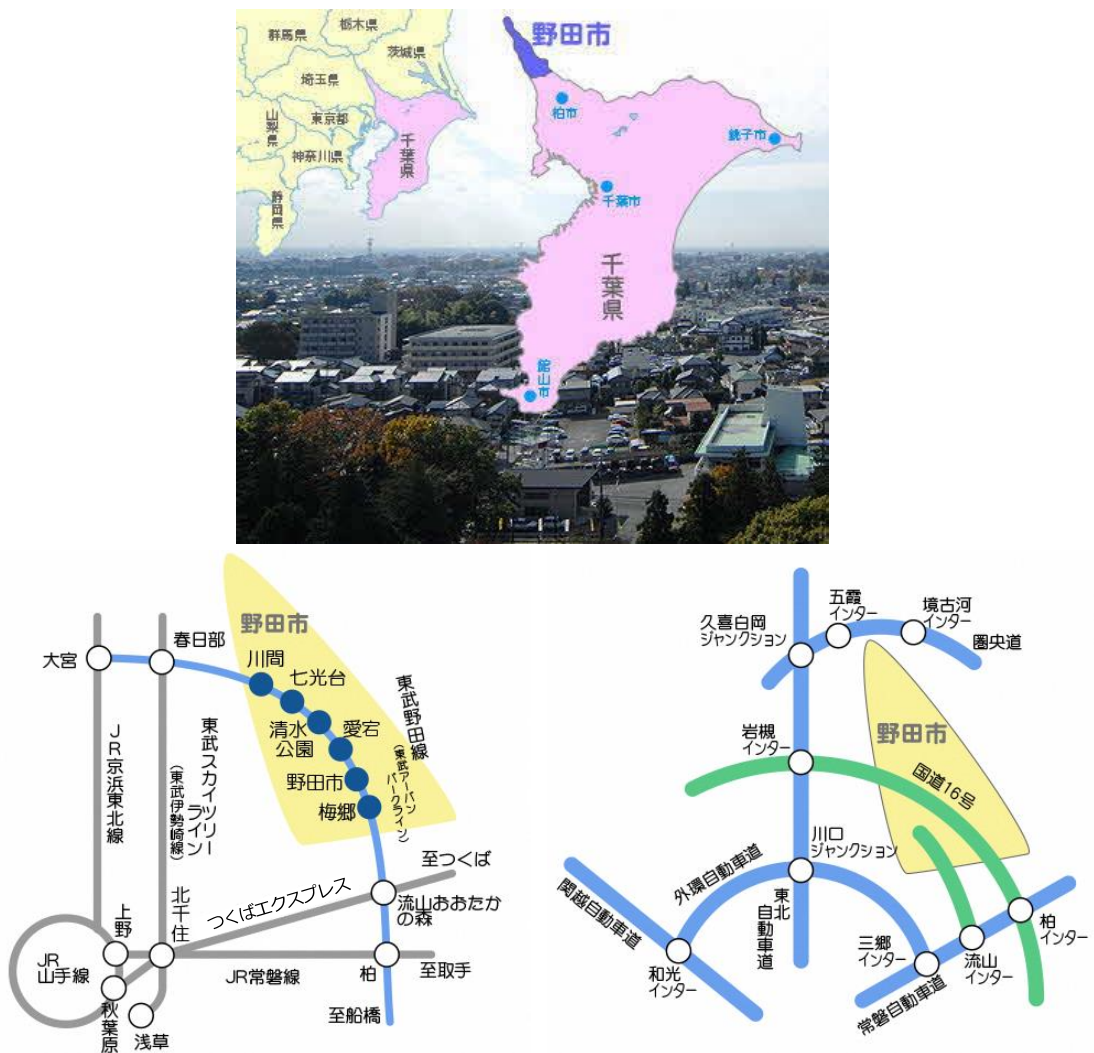 群馬県
栃木県
茨城県
埼玉県
山梨県
東京都
神奈川県
千葉県
静岡県
野田市
柏市
銚子市
千葉市
千葉県
館山市
野田市
大宮
春日部
川間
七光台
清水
公園
愛宕
野田市
梅郷
東武野田線
(東武アーバン
パークライン)
JR京浜東北線
東武スカイツリー
ライン
(東武伊勢崎線)
北千住
上野
JR
山手線
秋葉原
浅草
つくばエクスプレス
至つくば
流山おおたか
の森
JR常磐線
柏
至取手
至船橋
久喜白岡
ジャンクション
五霞
インター
境古河
インター
圏央道
岩槻
インター
野田市
国道16号
川口
ジャンクション
外環自動車道
関越自動車道
東北
自動車道
和光
インター
三郷
インター
流山
インター
柏
インター
常磐自動車道